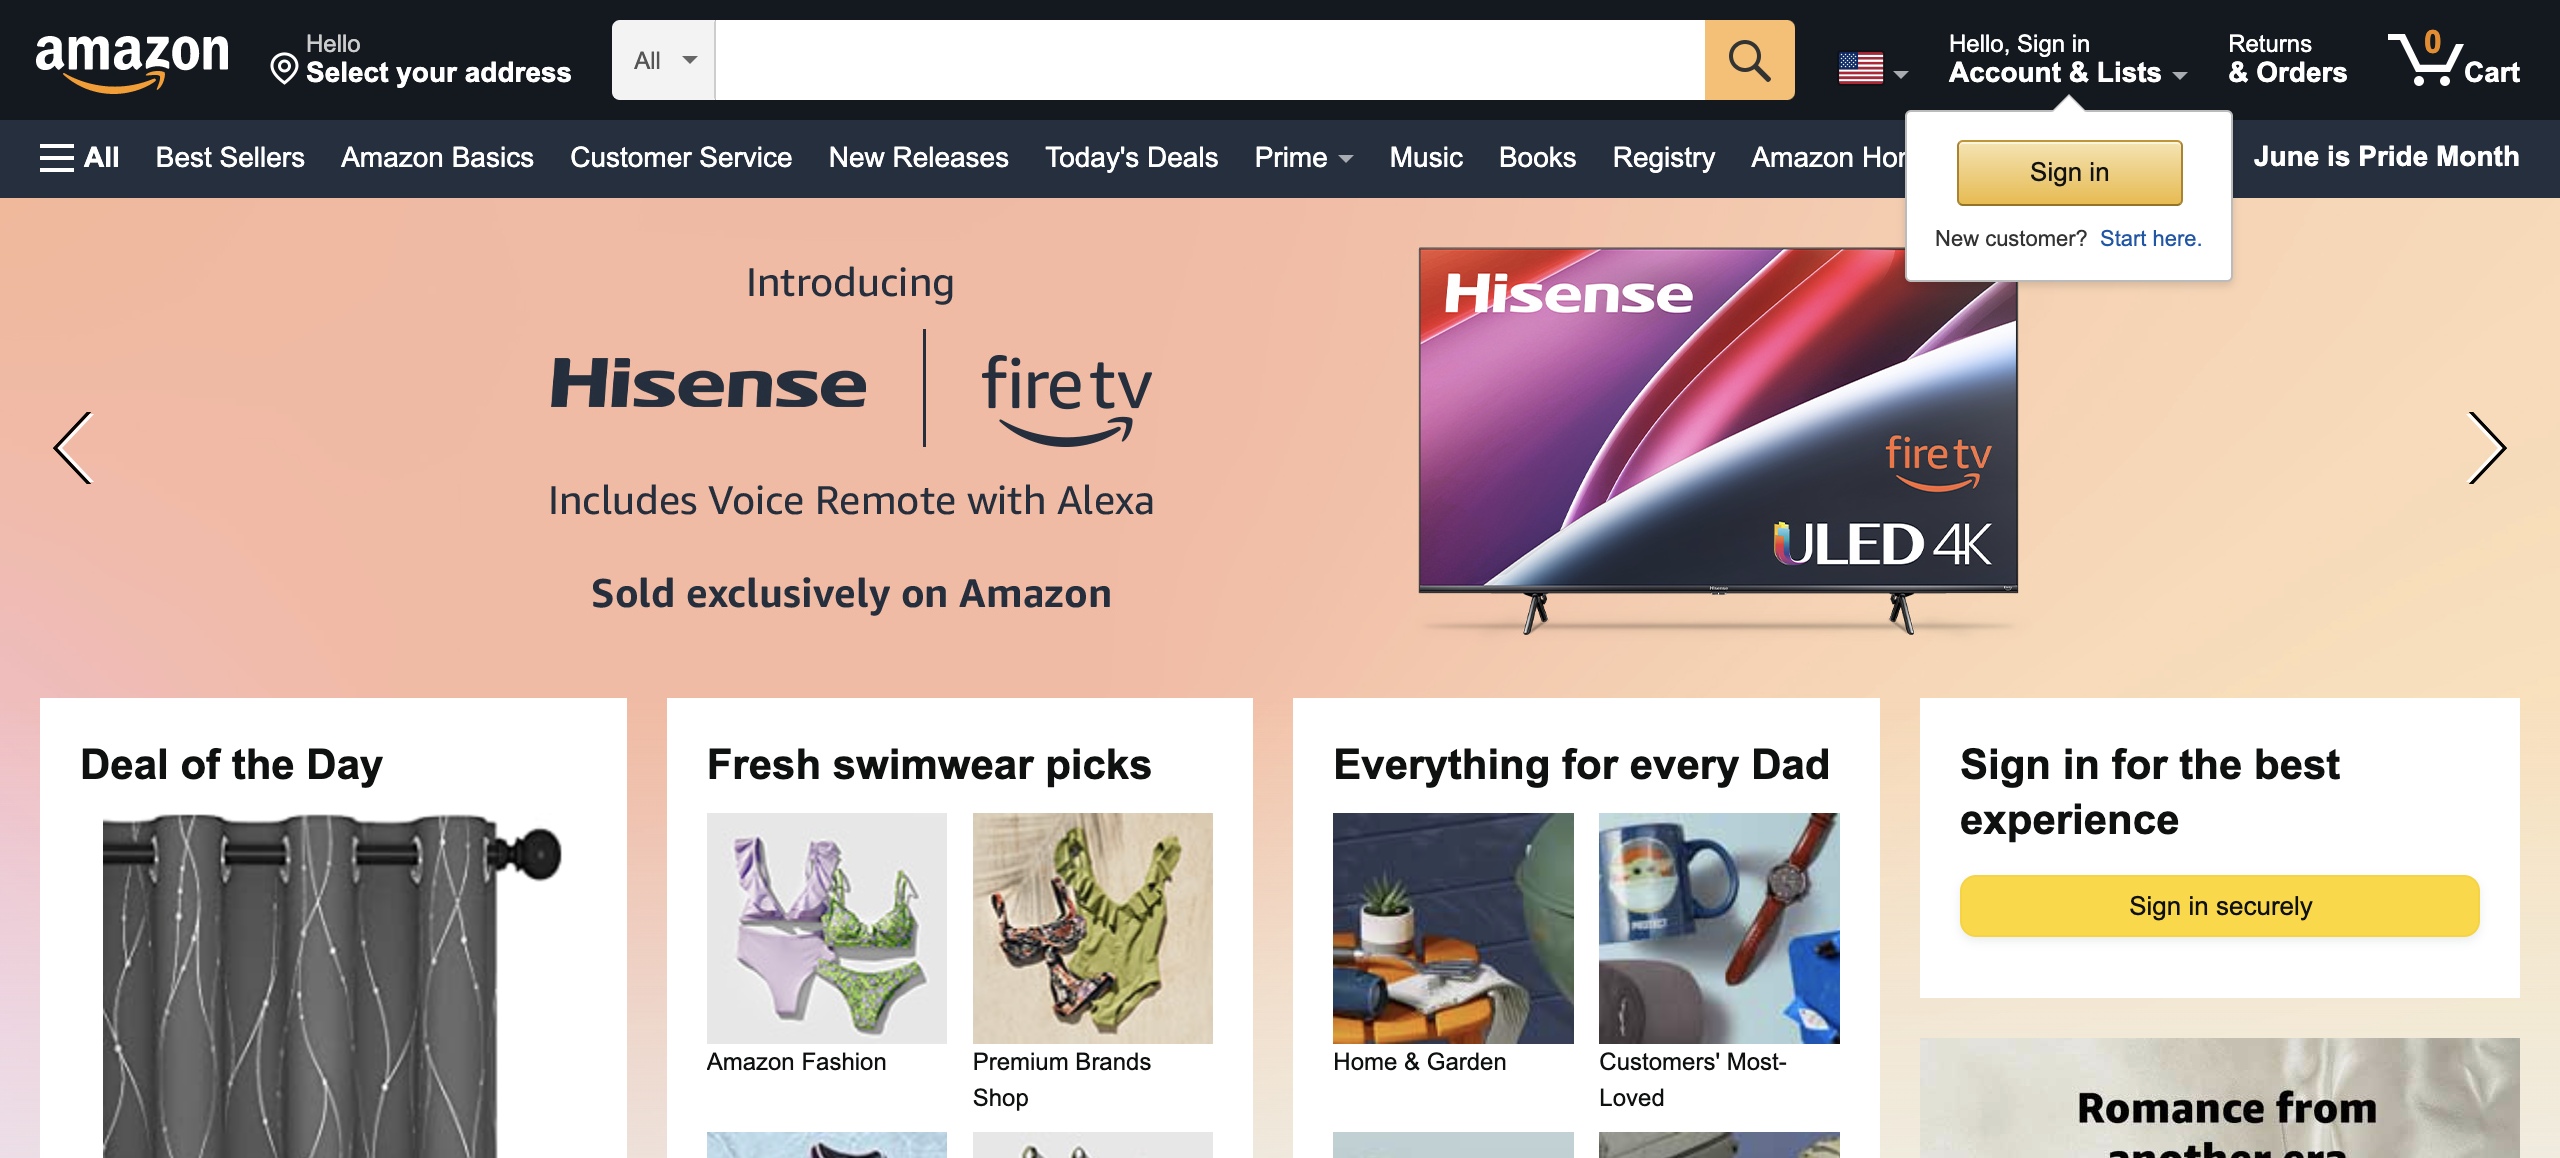 amazon
Hello
Select your address
All
Hello, Sign in
Account & Lists
Returns
& Orders
0
Cart
All
Best Sellers
Amazon Basics
Customer Service
New Releases
Today's Deals
Prime
Music
Books
Registry
Amazon Hor
June is Pride Month
Sign in
New customer? Start here.
Introducing
Hisense
fire tv
Includes Voice Remote with Alexa
Sold exclusively on Amazon
Hisense
fire tv
ULED 4K
Deal of the Day
Fresh swimwear picks
Amazon Fashion
Premium Brands
Shop
Everything for every Dad
PROTECT
Home & Garden
Customers' Most-
Loved
Sign in for the best
experience
Sign in securely
Romance from
another era